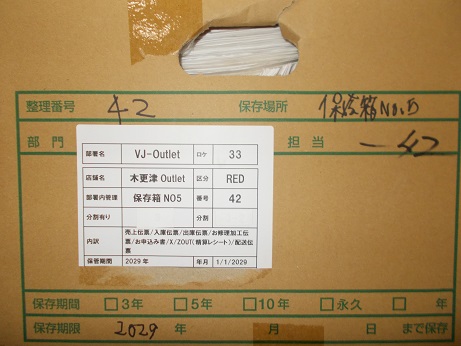 整理番号 42 保存場所 保存箱No.5
部門 担当 42
部署名 VJ-Outlet ロケ 33
店舗名 木更津 Outlet 区分 RED
部署内管理 保存箱 NO5 番号 42
分割有り 分割
内訳 売上伝票/入庫伝票/出庫伝票/お修理加工伝
票/お申込み書/X/ZOUT(精算レシート)/配送伝
票
保管期間 2029年 年月 1/1/2029
保存期間 □3年 □5年 □10年 □永久 □ 年
保存期限 2029 年 月 日 まで保存